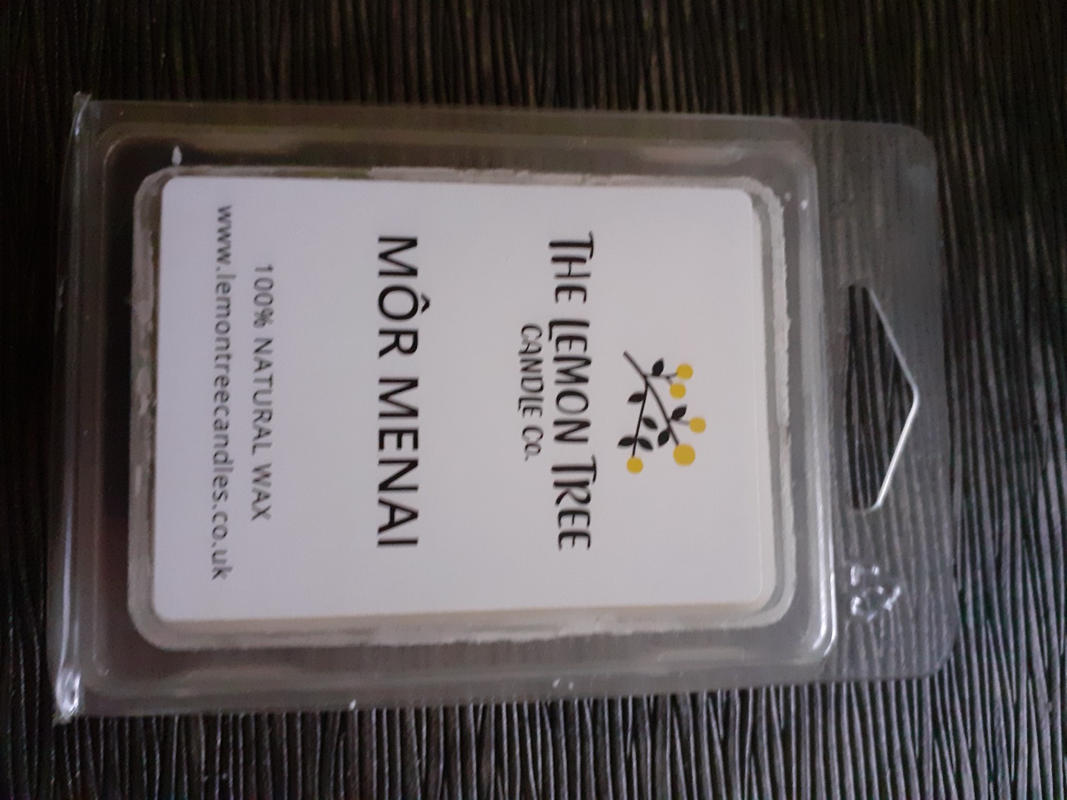 THE LEMON TREE
CANDLE CO.
MÔR MENAI
100% NATURAL WAX
www.lemontreecandles.co.uk